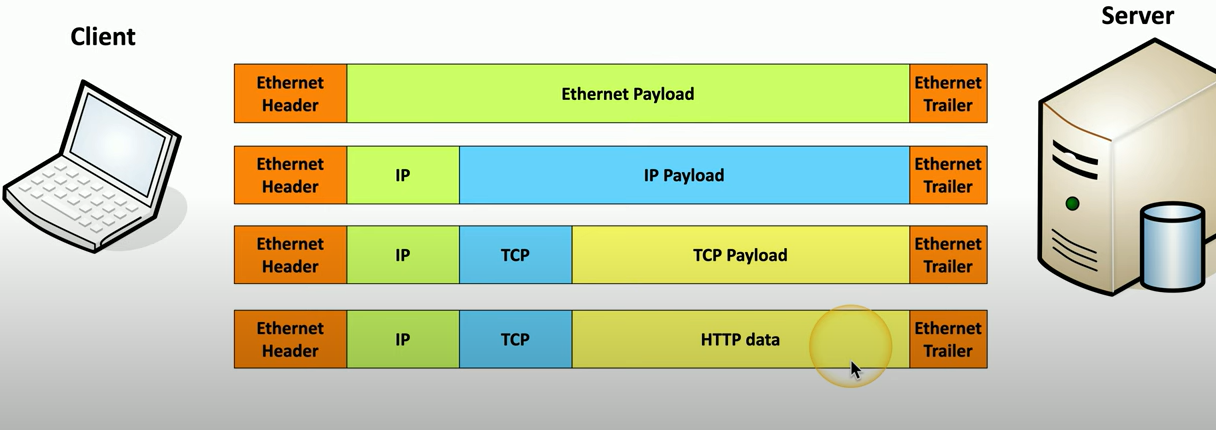 Client
Server
Ethernet
Header
Ethernet Payload
Ethernet
Trailer
Ethernet
Header
IP
IP Payload
Ethernet
Trailer
Ethernet
Header
IP
TCP
TCP Payload
Ethernet
Trailer
Ethernet
Header
IP
TCP
HTTP data
Ethernet
Trailer